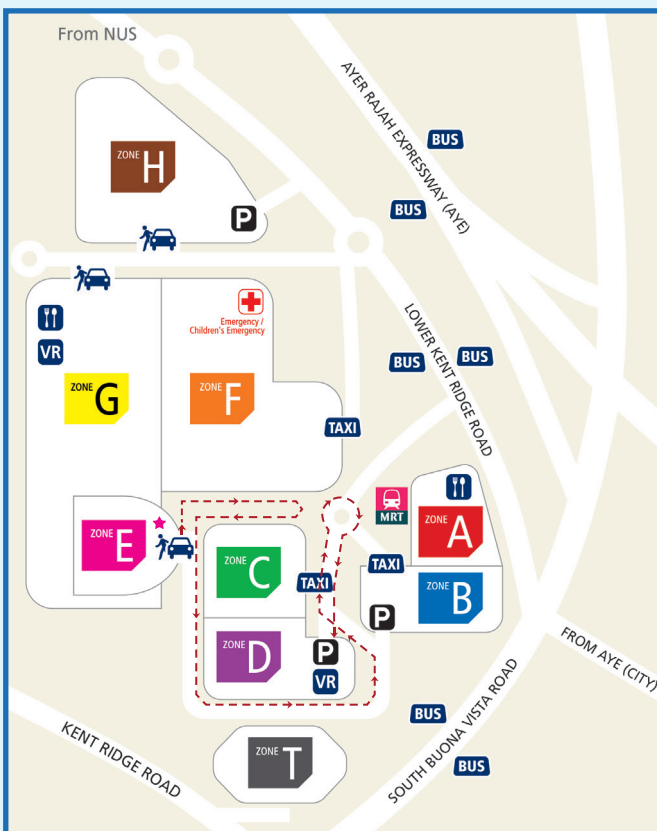 From NUS
AYER RAJAH EXPRESSWAY (AYE)
BUS
ZONE H
BUS
P
Emergency /
Children's Emergency
VR
LOWER KENT RIDGE ROAD
BUS
BUS
ZONE G
ZONE F
TAXI
MRT
ZONE A
ZONE E
ZONE C
TAXI
TAXI
ZONE B
P
FROM AYE (CITY)
ZONE D
P
VR
SOUTH BUONA VISTA ROAD
BUS
BUS
KENT RIDGE ROAD
ZONE T